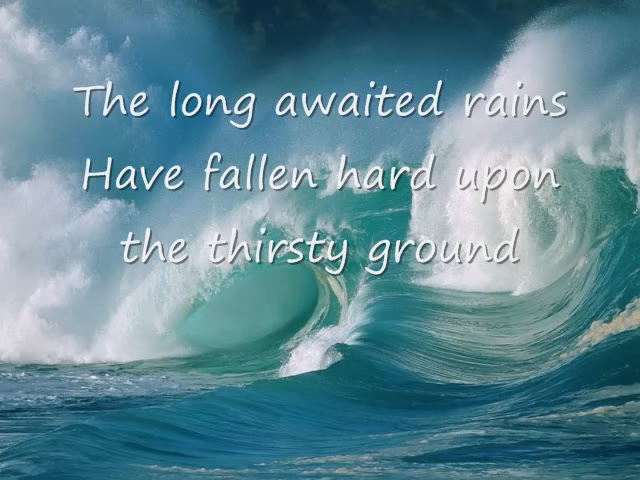 The long awaited rains
Have fallen hard upon
the thirsty ground